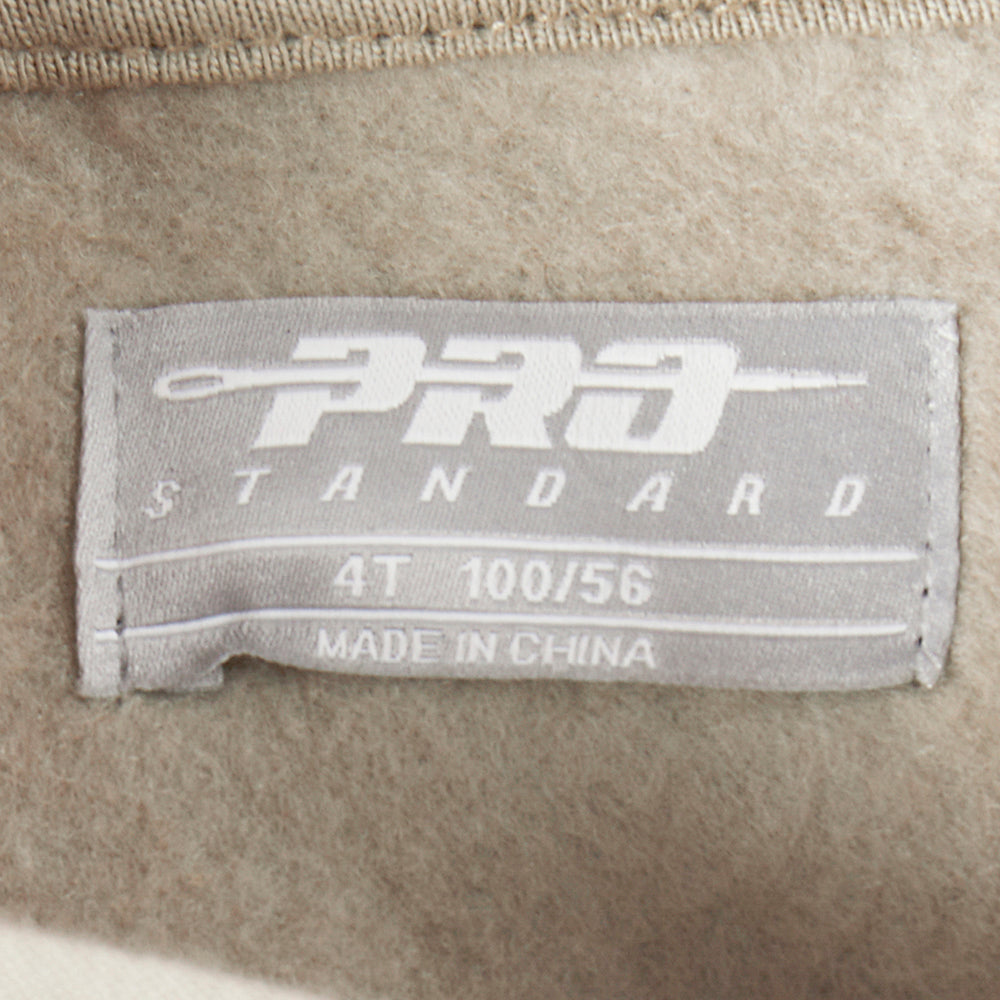 PRO
STANDARD
4T 100/56
MADE IN CHINA